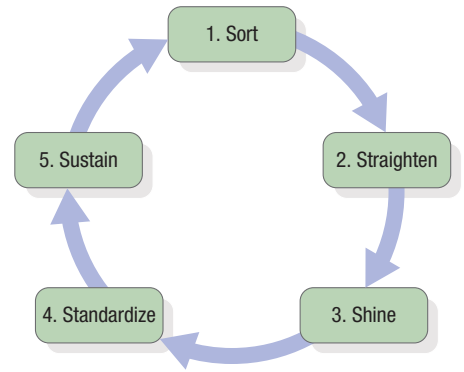 1. Sort
2. Straighten
3. Shine
4. Standardize
5. Sustain